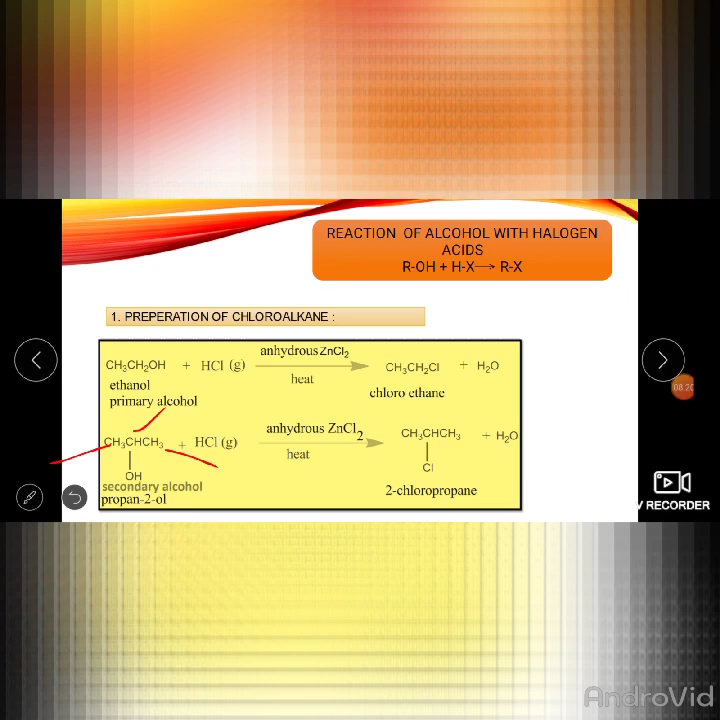 REACTION OF ALCOHOL WITH HALOGEN
ACIDS
R-OH + H-X⟶ R-X
1. PREPERATION OF CHLOROALKANE :
CH₃CH₂OH + HCl (g) anhydrous ZnCl₂ heat CH₃CH₂Cl + H₂O
ethanol chloro ethane
primary alcohol
CH₃CHCH₃ + HCl (g) anhydrous ZnCl₂ heat CH₃CHCH₃ + H₂O
OH Cl
secondary alcohol
propan-2-ol 2-chloropropane
08:20
V RECORDER
AndroVid